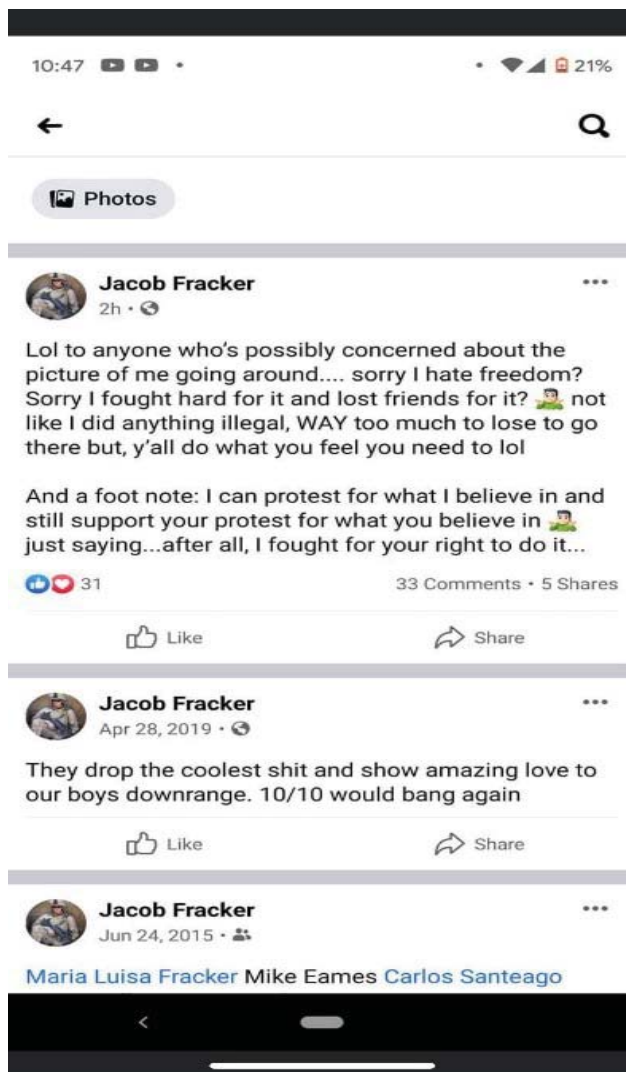 10:47
21%
Photos
Jacob Fracker
2h
Lol to anyone who's possibly concerned about the
picture of me going around.... sorry I hate freedom?
Sorry I fought hard for it and lost friends for it? 🤷🏻‍♂️ not
like I did anything illegal, WAY too much to lose to go
there but, y'all do what you feel you need to lol
And a foot note: I can protest for what I believe in and
still support your protest for what you believe in 🤷🏻‍♂️
just saying...after all, I fought for your right to do it...
31
33 Comments • 5 Shares
Like
Share
Jacob Fracker
Apr 28, 2019
They drop the coolest shit and show amazing love to
our boys downrange. 10/10 would bang again
Like
Share
Jacob Fracker
Jun 24, 2015
Maria Luisa Fracker Mike Eames Carlos Santeago